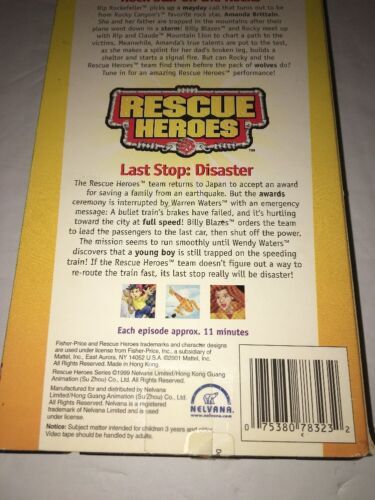 Rip Rockefeller™ picks up a mayday call that turns out to be
from Rocky Canyon's™ favorite rock star, Amanda Brittain.
She and her father are trapped in the mountains after their
plane went down in a storm! Billy Blazes™ and Rocky meet up
with Rip and Claude™ Mountain Lion to chart a path to the
victims. Meanwhile, Amanda's true talents are put to the test,
as she makes a splint for her dad's broken leg, builds a
shelter and starts a signal fire. But can Rocky and the
Rescue Heroes™ team find them before the pack of wolves do?
Tune in for an amazing Rescue Heroes™ performance!
RESCUE
HEROES
™
Last Stop: Disaster
The Rescue Heroes™ team returns to Japan to accept an award
for saving a family from an earthquake. But the awards
ceremony is interrupted by Warren Waters™ with an emergency
message: A bullet train's brakes have failed, and it's hurtling
toward the city at full speed! Billy Blazes™ orders the team
to lead the passengers to the last car, then shut off the power.
The mission seems to run smoothly until Wendy Waters™
discovers that a young boy is still trapped on the speeding
train! If the Rescue Heroes™ team doesn't figure out a way to
re-route the train fast, its last stop really will be disaster!
Each episode approx. 11 minutes
Fisher-Price and Rescue Heroes trademarks and character designs
are used under license from Fisher-Price, Inc., a subsidiary of
Mattel, Inc., East Aurora, NY 14052 U.S.A. ©2001 Mattel, Inc.
All Rights Reserved. Made in Hong Kong.
Rescue Heroes Series ©1999 Nelvana Limited/Hong Kong Guang
Animation (Su Zhou) Co., Ltd. All Rights Reserved.
Manufactured for and distributed by Nelvana
Limited/Hong Guang Animation (Su Zhou) Co.,
Ltd. All Rights Reserved. Nelvana is a registered
trademark of Nelvana Limited and is used
under license.
NELVANA
www.nelvana.com
Notice: Subject matter intended for children 3 years and older.
Video tape should be handled by adults.
0 75380 78323 2